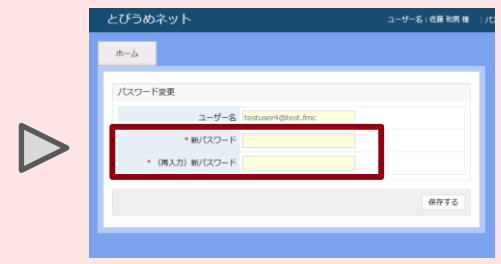 とびうめネット
ユーザー名：佐藤 和男 様
ホーム
パスワード変更
ユーザー名 testuser4@test.fmc
* 新パスワード
* （再入力）新パスワード
保存する